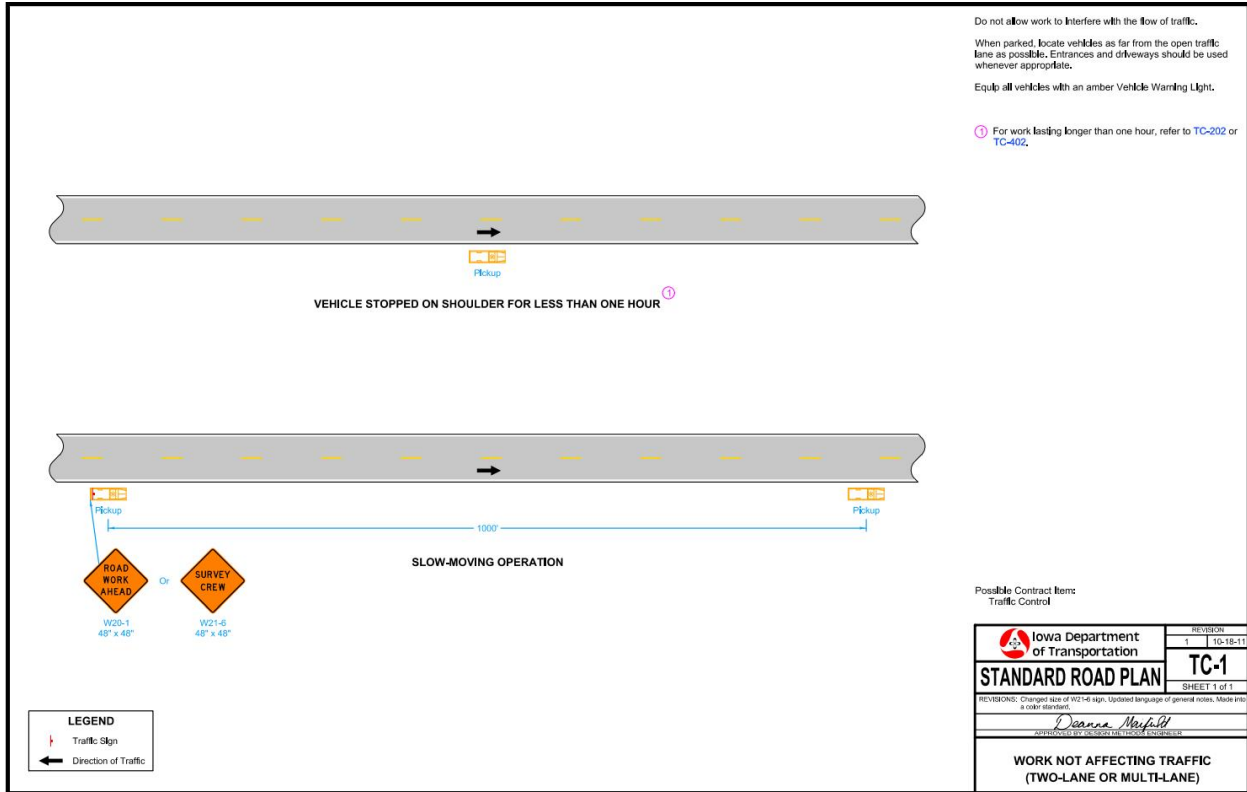 Do not allow work to interfere with the flow of traffic.
When parked, locate vehicles as far from the open traffic
lane as possible. Entrances and driveways should be used
whenever appropriate.
Equip all vehicles with an amber Vehicle Warning Light.
1 For work lasting longer than one hour, refer to TC-202 or
TC-402.
Pickup
VEHICLE STOPPED ON SHOULDER FOR LESS THAN ONE HOUR 1
Pickup
Pickup
1000'
SLOW-MOVING OPERATION
ROAD
WORK
AHEAD
Or
SURVEY
CREW
W20-1
48" x 48"
W21-6
48" x 48"
Possible Contract Item:
Traffic Control
LEGEND
Traffic Sign
Direction of Traffic
Iowa Department
of Transportation
REVISION
1 10-18-11
STANDARD ROAD PLAN
TC-1
SHEET 1 of 1
REVISIONS: Changed size of W21-6 sign. Updated language of general notes. Made into
a color standard.
Deanna Maifield
APPROVED BY DESIGN METHODS ENGINEER
WORK NOT AFFECTING TRAFFIC
(TWO-LANE OR MULTI-LANE)